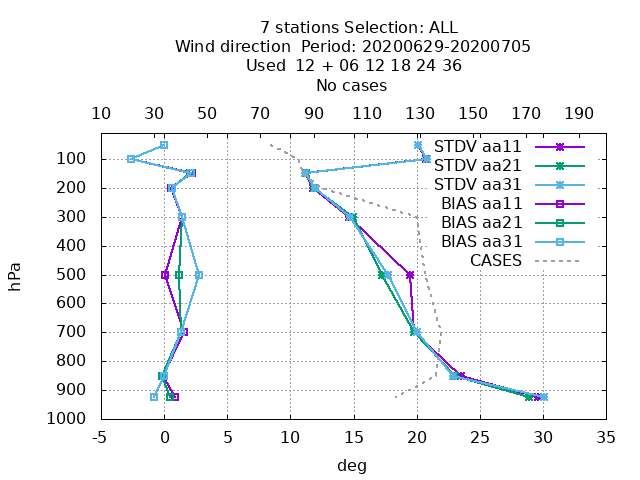 7 stations Selection: ALL
Wind direction  Period: 20200629-20200705
Used  12 + 06 12 18 24 36
No cases
10 30 50 70 90 110 130 150 170 190
STDV aa11
STDV aa21
STDV aa31
BIAS aa11
BIAS aa21
BIAS aa31
CASES
100
200
300
400
500
600
700
800
900
1000
hPa
-5 0 5 10 15 20 25 30 35
deg